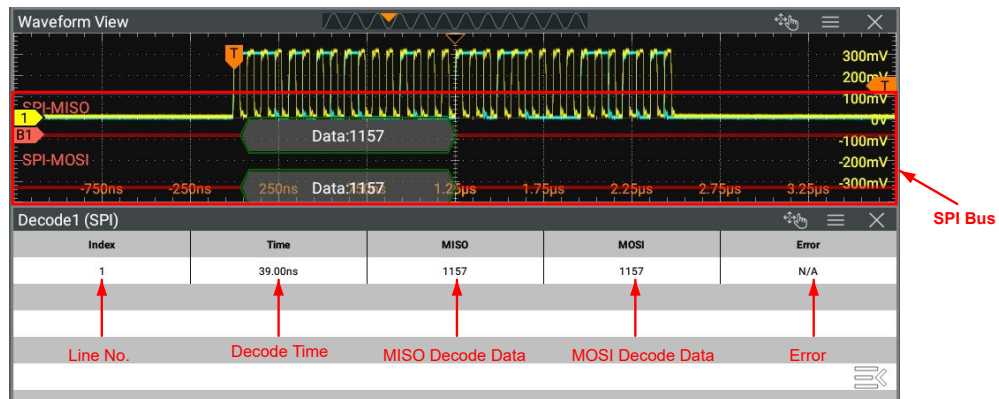 Waveform View
T
300mV
200mV
T
SPI-MISO
100mV
1
0V
B1
Data:1157
-100mV
SPI-MOSI
-200mV
-750ns -250ns 250ns Data:1157 1.25µs 1.75µs 2.25µs 2.75µs 3.25µs -300mV
SPI Bus
Decode1 (SPI)
Index Time MISO MOSI Error
1 39.00ns 1157 1157 N/A
Line No. Decode Time MISO Decode Data MOSI Decode Data Error